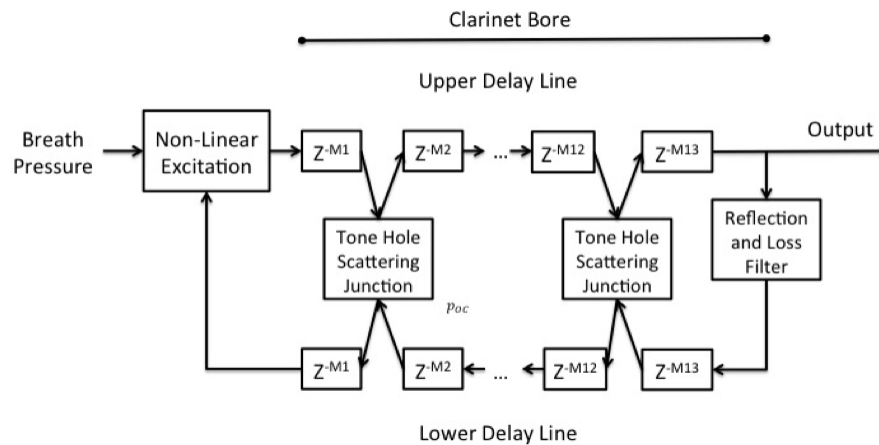 Clarinet Bore
Upper Delay Line
Breath
Pressure
Non-Linear
Excitation
Z-M1
Z-M2
...
Z-M12
Z-M13
Output
Tone Hole
Scattering
Junction
Tone Hole
Scattering
Junction
Reflection
and Loss
Filter
poc
Z-M1
Z-M2
...
Z-M12
Z-M13
Lower Delay Line